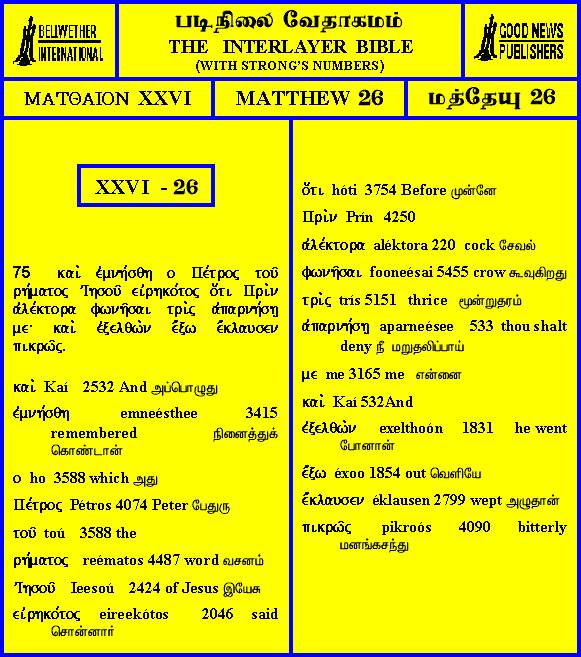 BELLWETHER
INTERNATIONAL
படிநிலை வேதாகமம்
THE INTERLAYER BIBLE
(WITH STRONG'S NUMBERS)
GOOD NEWS
PUBLISHERS
ΜΑΤΘΑΙΟΝ XXVI
MATTHEW 26
மத்தேயு 26
XXVI - 26
75 καὶ ἐμνήσθη ο Πέτρος τοῦ
ρήματος Ἰησοῦ εἰρηκότος ὅτι Πρὶν
ἀλέκτορα φωνῆσαι τρὶς ἀπαρνήσῃ
με· καὶ ἐξελθὼν ἔξω ἔκλαυσεν
πικρῶς.
καὶ Kaí 2532 And அப்பொழுது
ἐμνήσθη emneésthee 3415
remembered நினைத்துக்
கொண்டான்
ο ho 3588 which அது
Πέτρος Pétros 4074 Peter பேதுரு
τοῦ toú 3588 the
ρήματος reématos 4487 word வசனம்
Ἰησοῦ Ieesoú 2424 of Jesus இயேசு
εἰρηκότος eireekótos 2046 said
சொன்னார்
ὅτι hóti 3754 Before முன்னே
Πρὶν Prín 4250
ἀλέκτορα aléktora 220 cock சேவல்
φωνῆσαι fooneésai 5455 crow கூவுகிறது
τρὶς trís 5151 thrice மூன்றுதரம்
ἀπαρνήσῃ aparneésee 533 thou shalt
deny நீ மறுதலிப்பாய்
με me 3165 me என்னை
καὶ Kaí 532And
ἐξελθὼν exelthoón 1831 he went
போனான்
ἔξω éxoo 1854 out வெளியே
ἔκλαυσεν éklausen 2799 wept அழுதான்
πικρῶς pikroós 4090 bitterly
மனங்கசந்து